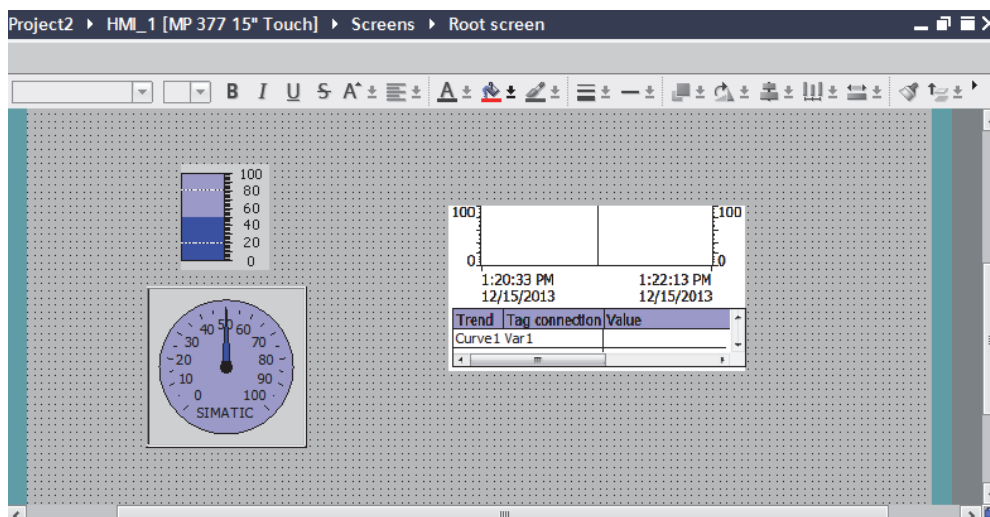 Project2 ▸ HMI_1 [MP 377 15" Touch] ▸ Screens ▸ Root screen
B I U S A A
100
80
60
40
20
0
100 100
0 0
1:20:33 PM 1:22:13 PM
12/15/2013 12/15/2013
Trend Tag connection Value
Curve1 Var1
40 50 60
30 70
20 80
10 90
0 100
SIMATIC